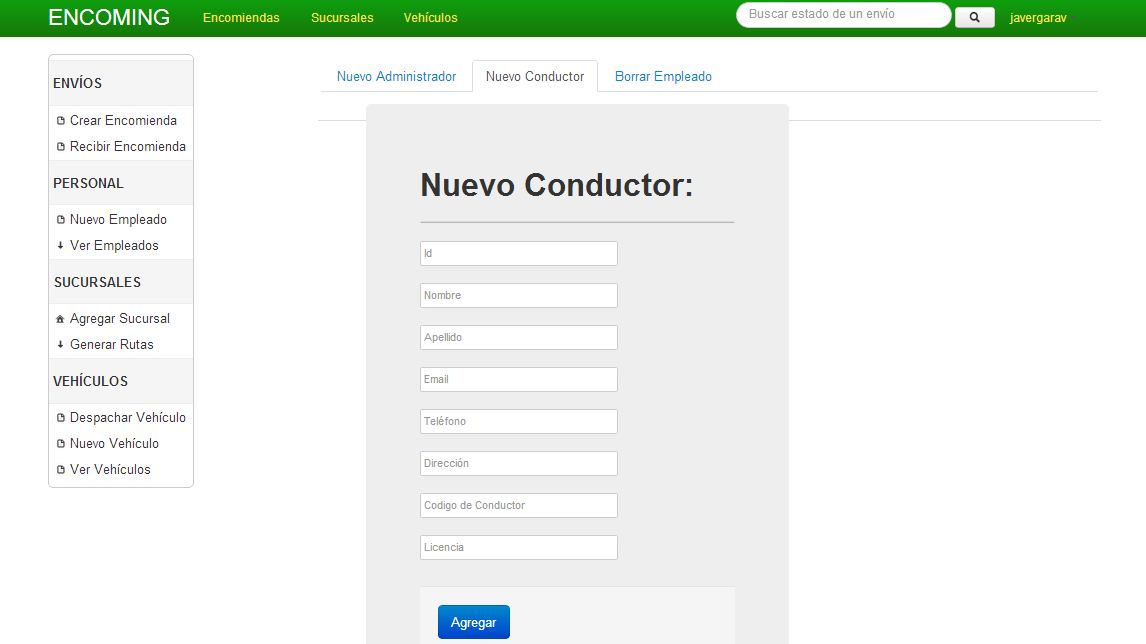 ENCOMING Encomiendas Sucursales Vehículos Buscar estado de un envío javergarav
ENVÍOS
Crear Encomienda
Recibir Encomienda
PERSONAL
Nuevo Empleado
Ver Empleados
SUCURSALES
Agregar Sucursal
Generar Rutas
VEHÍCULOS
Despachar Vehículo
Nuevo Vehículo
Ver Vehículos
Nuevo Administrador Nuevo Conductor Borrar Empleado
Nuevo Conductor:
Id
Nombre
Apellido
Email
Teléfono
Dirección
Codigo de Conductor
Licencia
Agregar